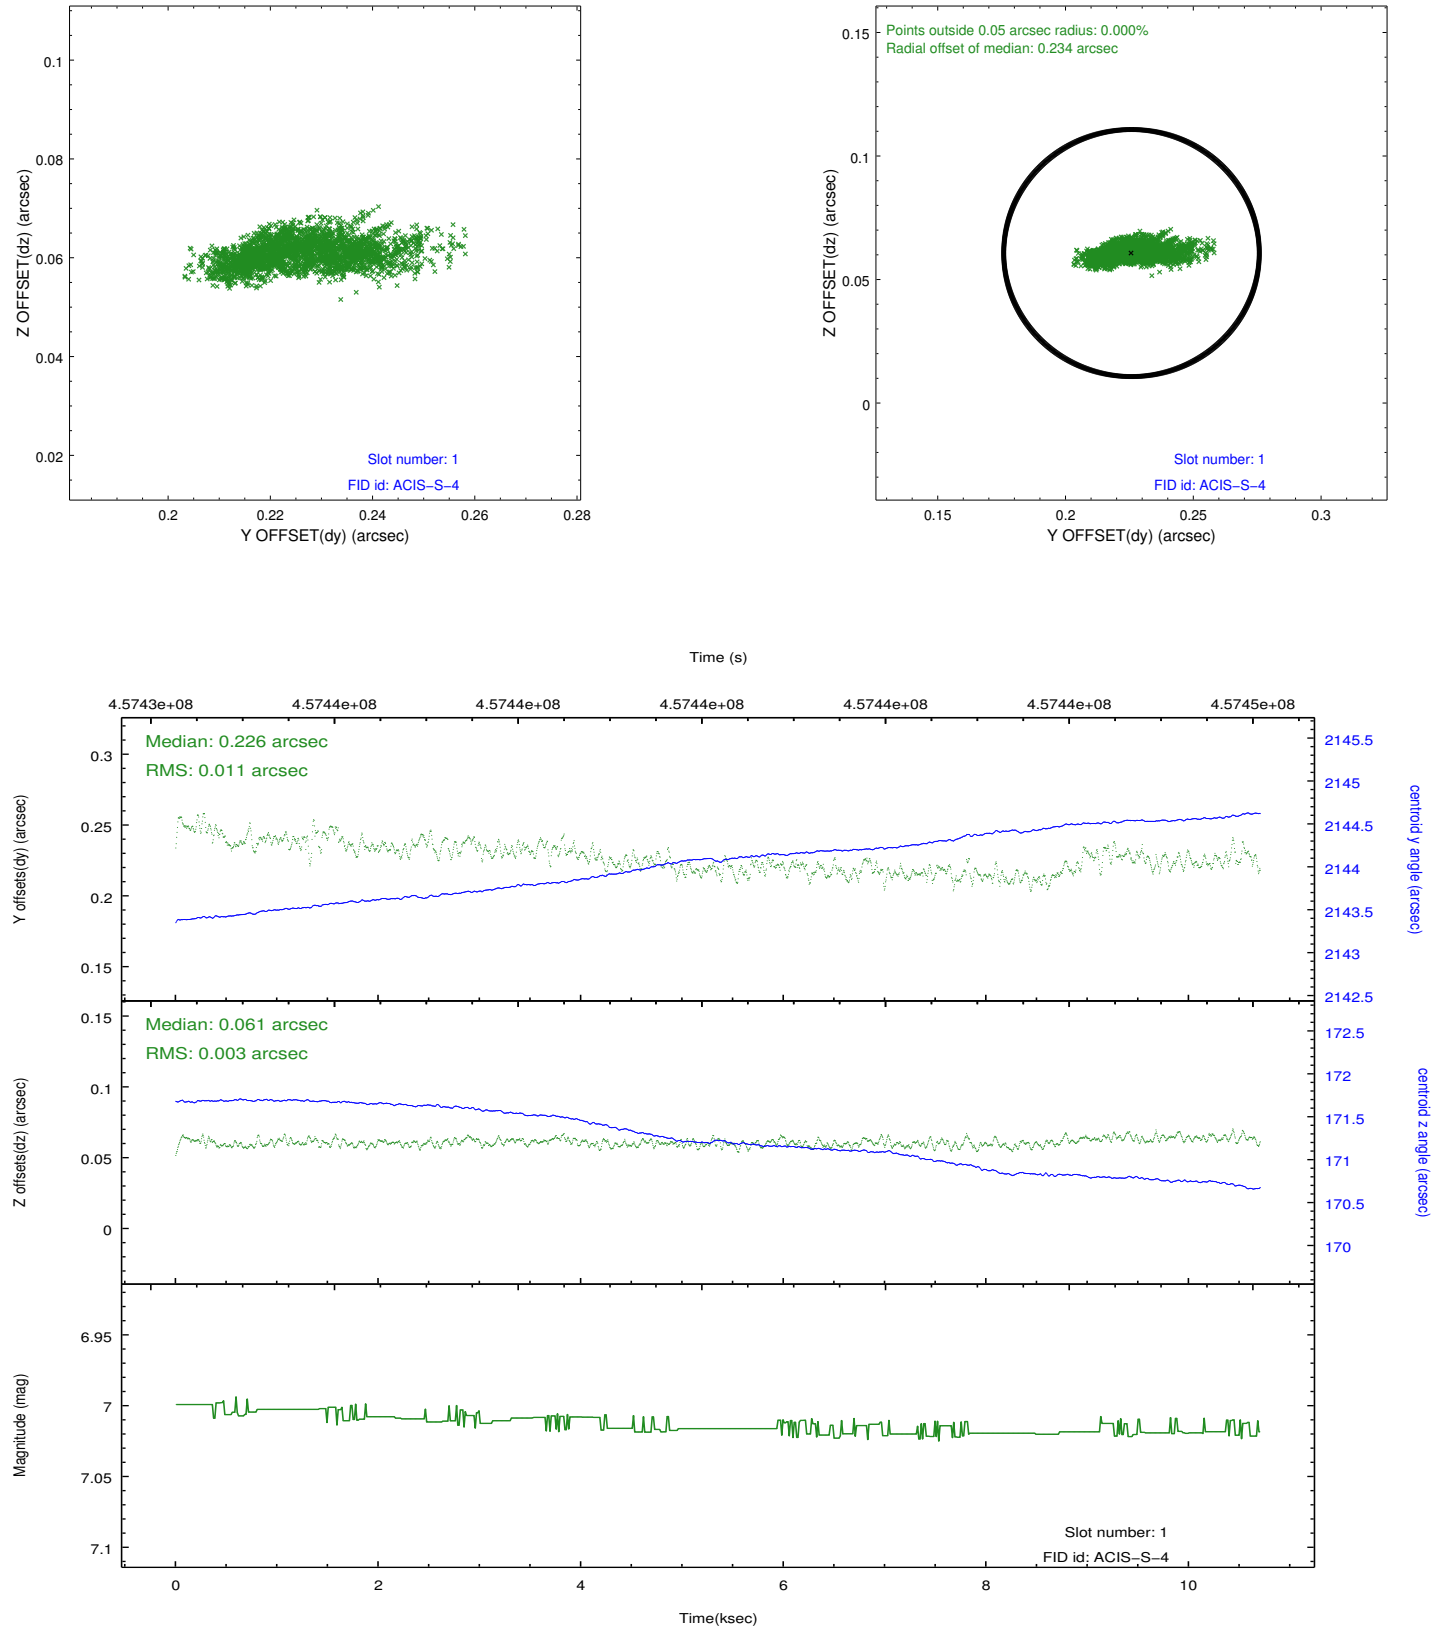 0.1
0.08
0.06
0.04
0.02
Z OFFSET(dz) (arcsec)
Slot number: 1
FID id: ACIS−S−4
0.2 0.22 0.24 0.26 0.28
Y OFFSET(dy) (arcsec)
Points outside 0.05 arcsec radius: 0.000%
Radial offset of median: 0.234 arcsec
0.15
0.1
0.05
0
Z OFFSET(dz) (arcsec)
Slot number: 1
FID id: ACIS−S−4
0.15 0.2 0.25 0.3
Y OFFSET(dy) (arcsec)
Time (s)
4.5743e+08 4.5744e+08 4.5744e+08 4.5744e+08 4.5744e+08 4.5744e+08 4.5745e+08
Median: 0.226 arcsec
RMS: 0.011 arcsec
0.3
0.25
0.2
0.15
Y offsets(dy) (arcsec)
2145.5
2145
2144.5
2144
2143.5
2143
2142.5
centroid y angle (arcsec)
Median: 0.061 arcsec
RMS: 0.003 arcsec
0.15
0.1
0.05
0
Z offsets(dz) (arcsec)
172.5
172
171.5
171
170.5
170
centroid z angle (arcsec)
6.95
7
7.05
7.1
Magnitude (mag)
Slot number: 1
FID id: ACIS−S−4
0 2 4 6 8 10
Time(ksec)